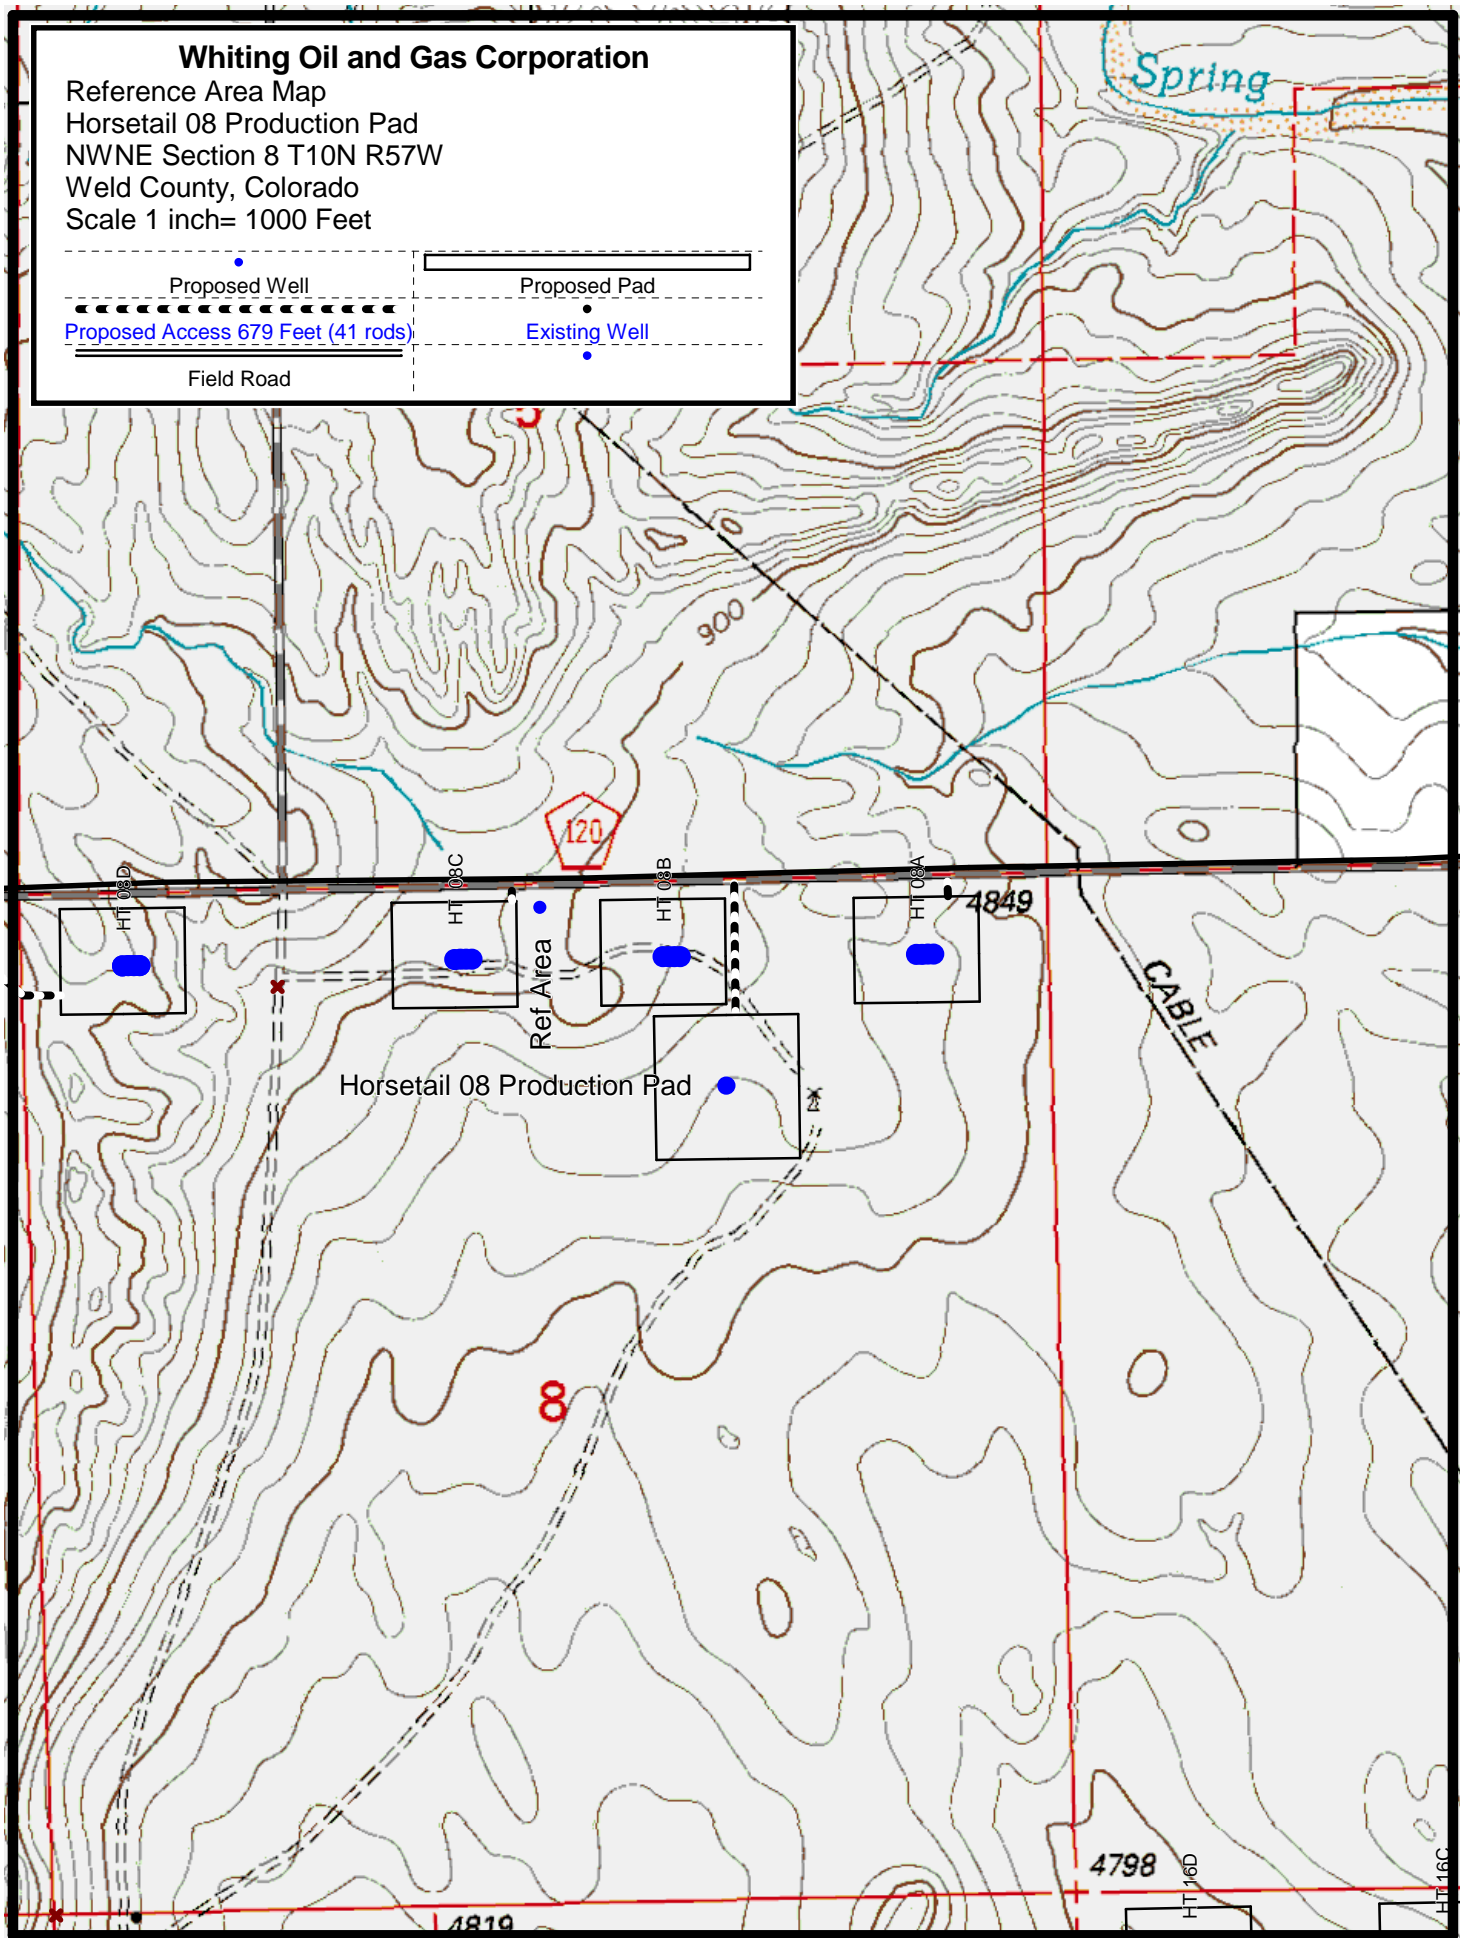 Whiting Oil and Gas Corporation
Reference Area Map
Horsetail 08 Production Pad
NWNE Section 8 T10N R57W
Weld County, Colorado
Scale 1 inch= 1000 Feet
Proposed Well
Proposed Pad
Proposed Access 679 Feet (41 rods)
Existing Well
Field Road
Spring
900
120
HT 08D
HT 08C
HT 08B
HT 08A
4849
Ref Area
CABLE
Horsetail 08 Production Pad
8
4798
HT 16D
HT 16C
4819